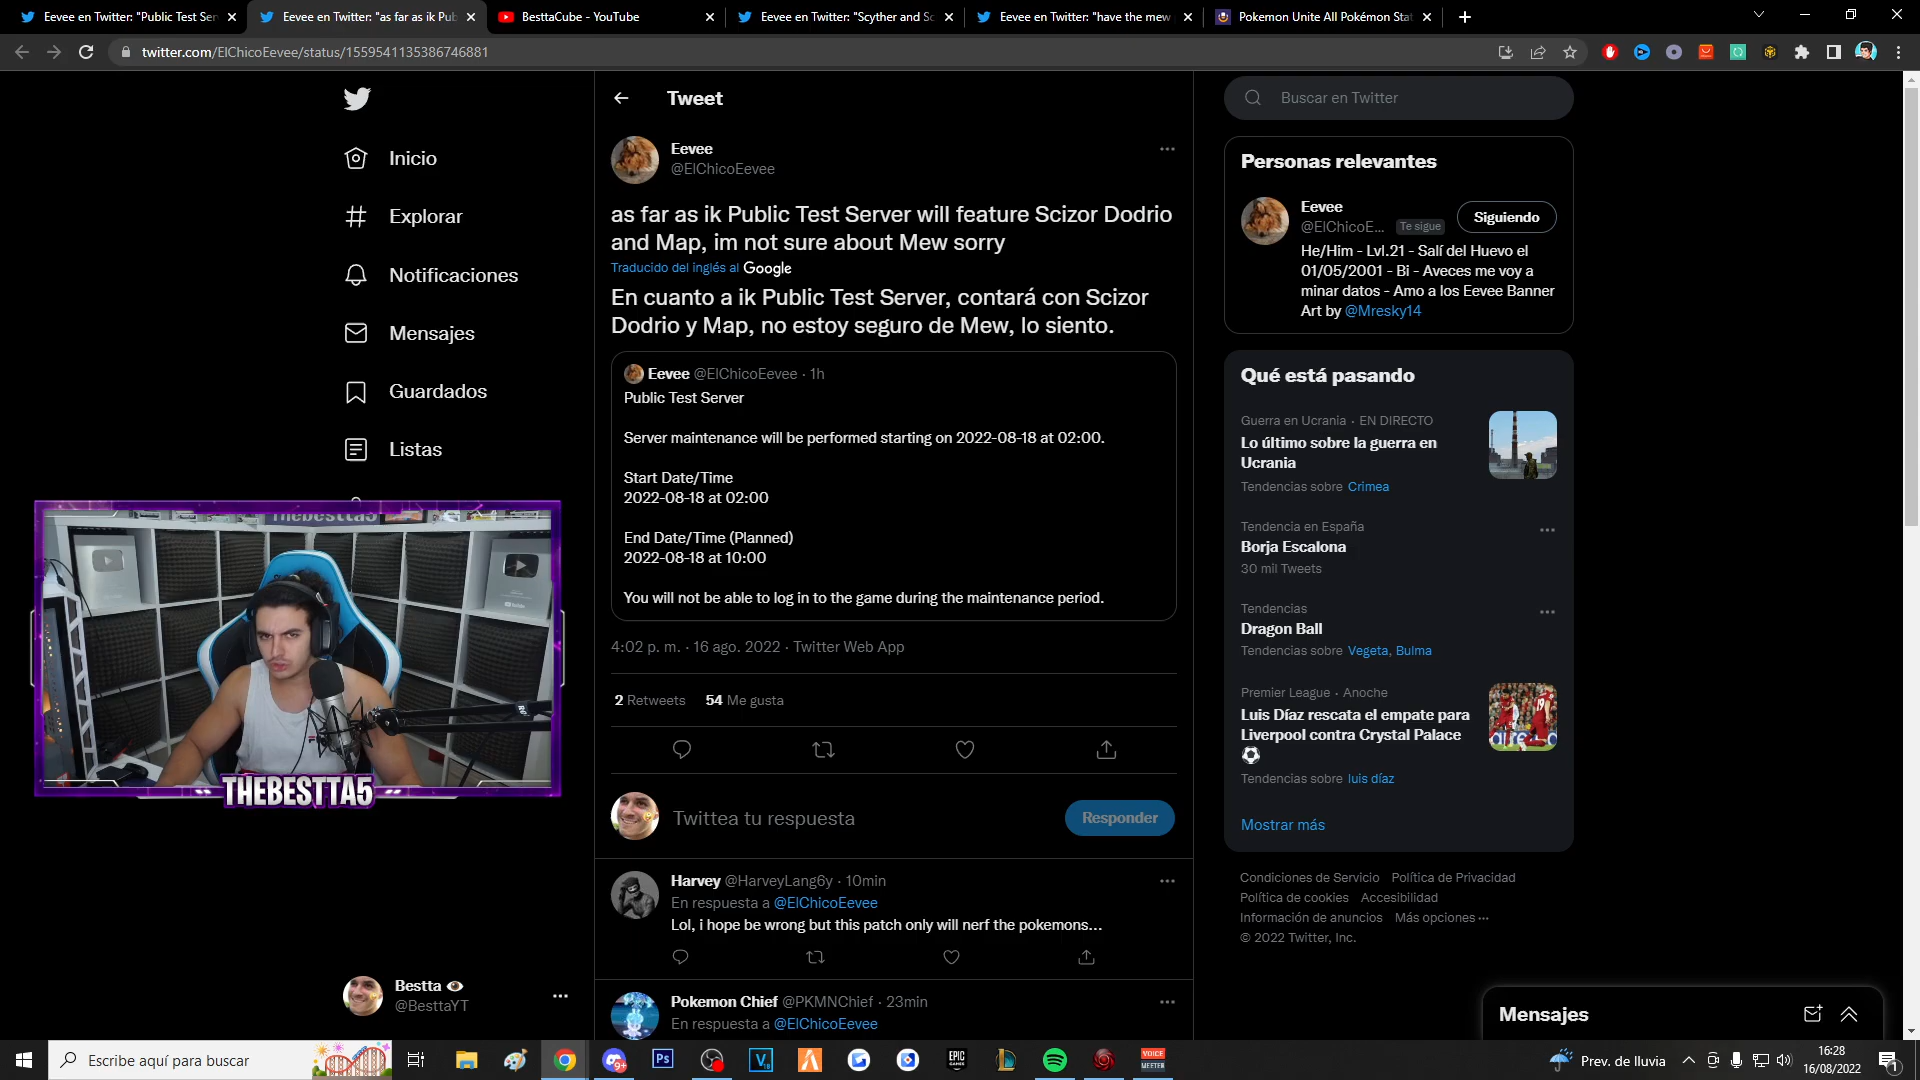 Eevee en Twitter: "Public Test Ser
Eevee en Twitter: "as far as ik Pub
BesttaCube - YouTube
Eevee en Twitter: "Scyther and Sc
Eevee en Twitter: "have the mew
Pokemon Unite All Pokémon Stat
twitter.com/ElChicoEevee/status/1559541135386746881
Inicio
Explorar
Notificaciones
Mensajes
Guardados
Listas
Thebestta5
THEBESTTA5
Bestta
@BesttaYT
Tweet
Eevee
@ElChicoEevee
as far as ik Public Test Server will feature Scizor Dodrio
and Map, im not sure about Mew sorry
Traducido del inglés al Google
En cuanto a ik Public Test Server, contará con Scizor
Dodrio y Map, no estoy seguro de Mew, lo siento.
Eevee @ElChicoEevee · 1h
Public Test Server
Server maintenance will be performed starting on 2022-08-18 at 02:00.
Start Date/Time
2022-08-18 at 02:00
End Date/Time (Planned)
2022-08-18 at 10:00
You will not be able to log in to the game during the maintenance period.
4:02 p. m. · 16 ago. 2022 · Twitter Web App
2 Retweets 54 Me gusta
Twittea tu respuesta
Responder
Harvey @HarveyLang6y · 10min
En respuesta a @ElChicoEevee
Lol, i hope be wrong but this patch only will nerf the pokemons...
Pokemon Chief @PKMNChief · 23min
En respuesta a @ElChicoEevee
Buscar en Twitter
Personas relevantes
Eevee
@ElChicoE... Te sigue
Siguiendo
He/Him - Lvl.21 - Salí del Huevo el
01/05/2001 - Bi - Aveces me voy a
minar datos - Amo a los Eevee Banner
Art by @Mresky14
Qué está pasando
Guerra en Ucrania · EN DIRECTO
Lo último sobre la guerra en
Ucrania
Tendencias sobre Crimea
Tendencia en España
Borja Escalona
30 mil Tweets
Tendencias
Dragon Ball
Tendencias sobre Vegeta, Bulma
Premier League · Anoche
Luis Díaz rescata el empate para
Liverpool contra Crystal Palace
Tendencias sobre luis díaz
Mostrar más
Condiciones de Servicio Política de Privacidad
Política de cookies Accesibilidad
Información de anuncios Más opciones ···
© 2022 Twitter, Inc.
Mensajes
Escribe aquí para buscar
9+
Ps
EPIC
GAMES
VOICE
MEETER
Prev. de lluvia
16:28
16/08/2022
1